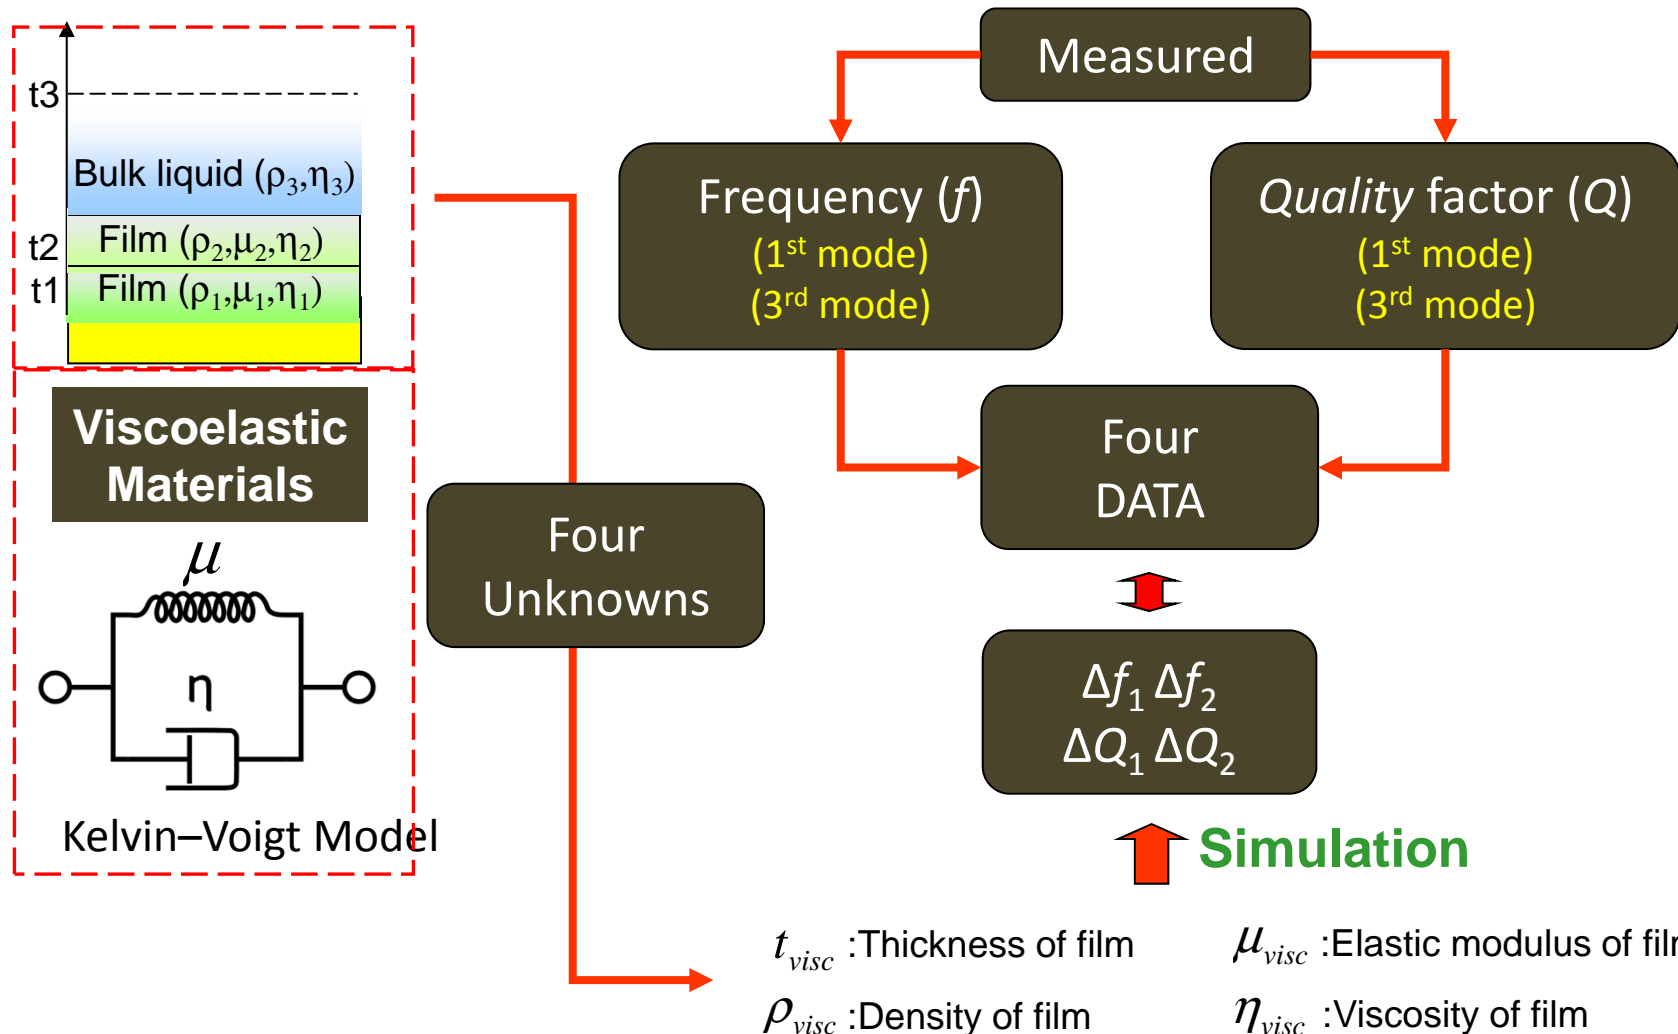 t3
Bulk liquid (ρ3,η3)
t2
Film (ρ2,μ2,η2)
t1
Film (ρ1,μ1,η1)
Viscoelastic
Materials
μ
η
Kelvin–Voigt Model
Four
Unknowns
Measured
Frequency (f)
(1st mode)
(3rd mode)
Quality factor (Q)
(1st mode)
(3rd mode)
Four
DATA
Δf1 Δf2
ΔQ1 ΔQ2
Simulation
tvisc :Thickness of film
μvisc :Elastic modulus of film
ρvisc :Density of film
ηvisc :Viscosity of film